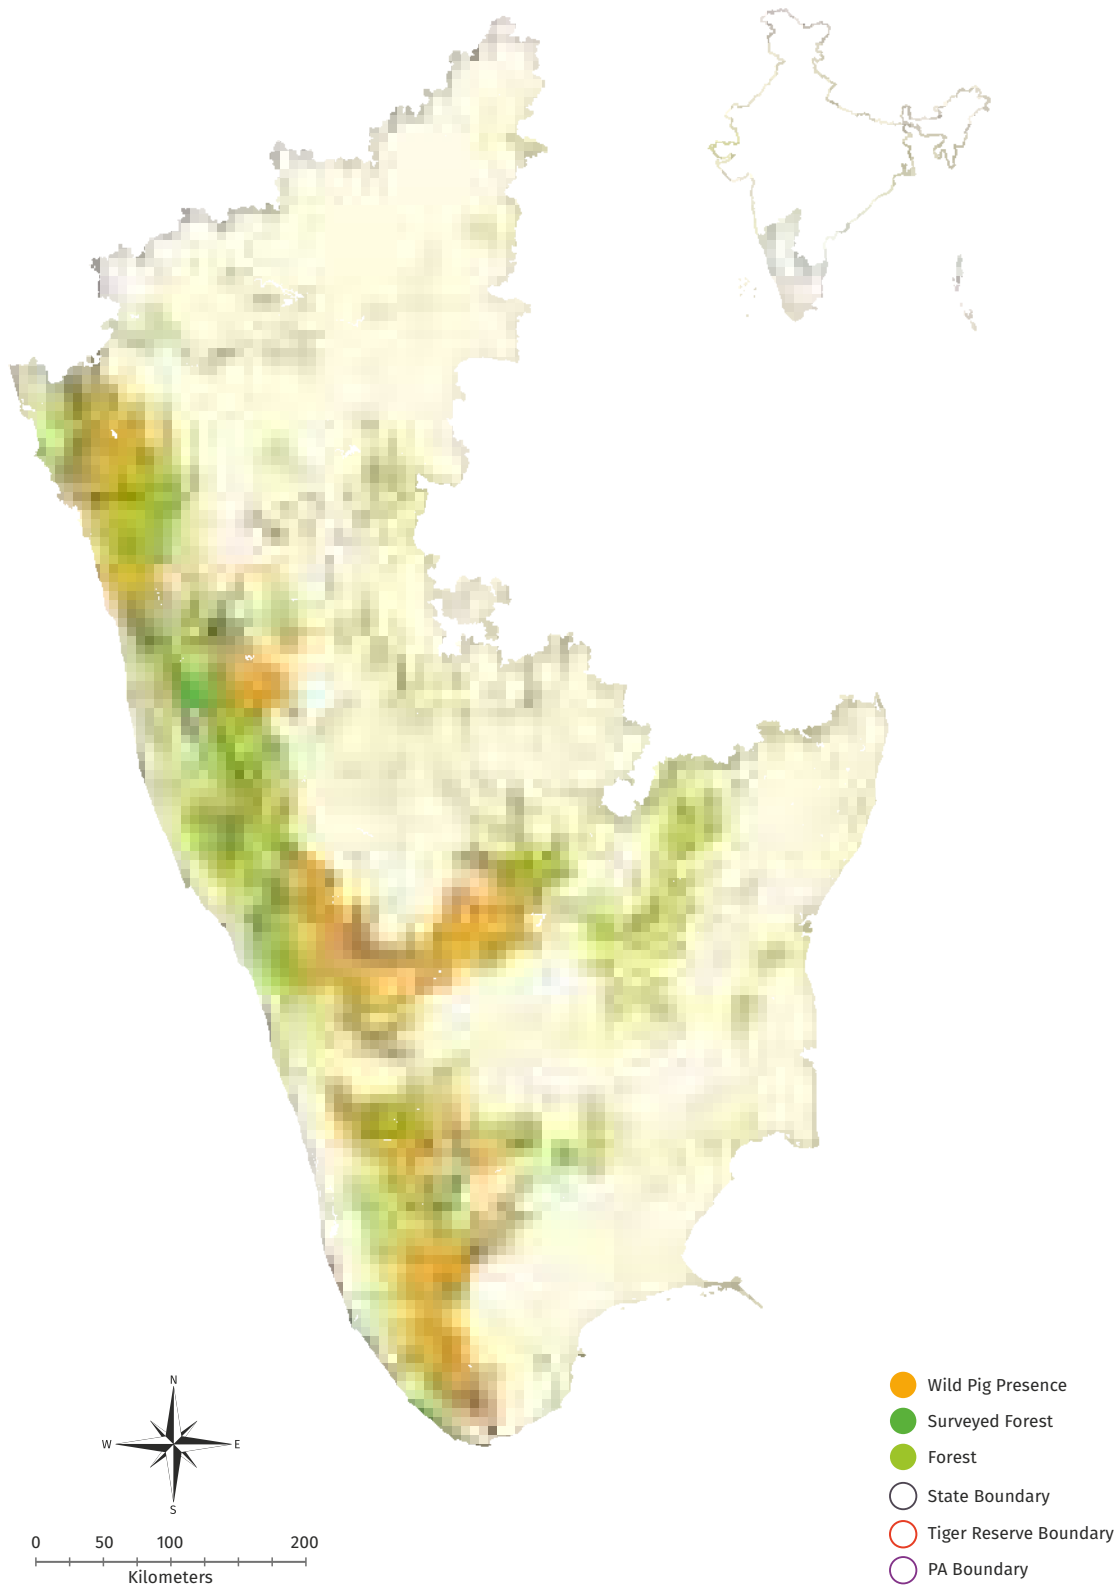 N
W E
S
0 50 100 200
Kilometers
Wild Pig Presence
Surveyed Forest
Forest
State Boundary
Tiger Reserve Boundary
PA Boundary